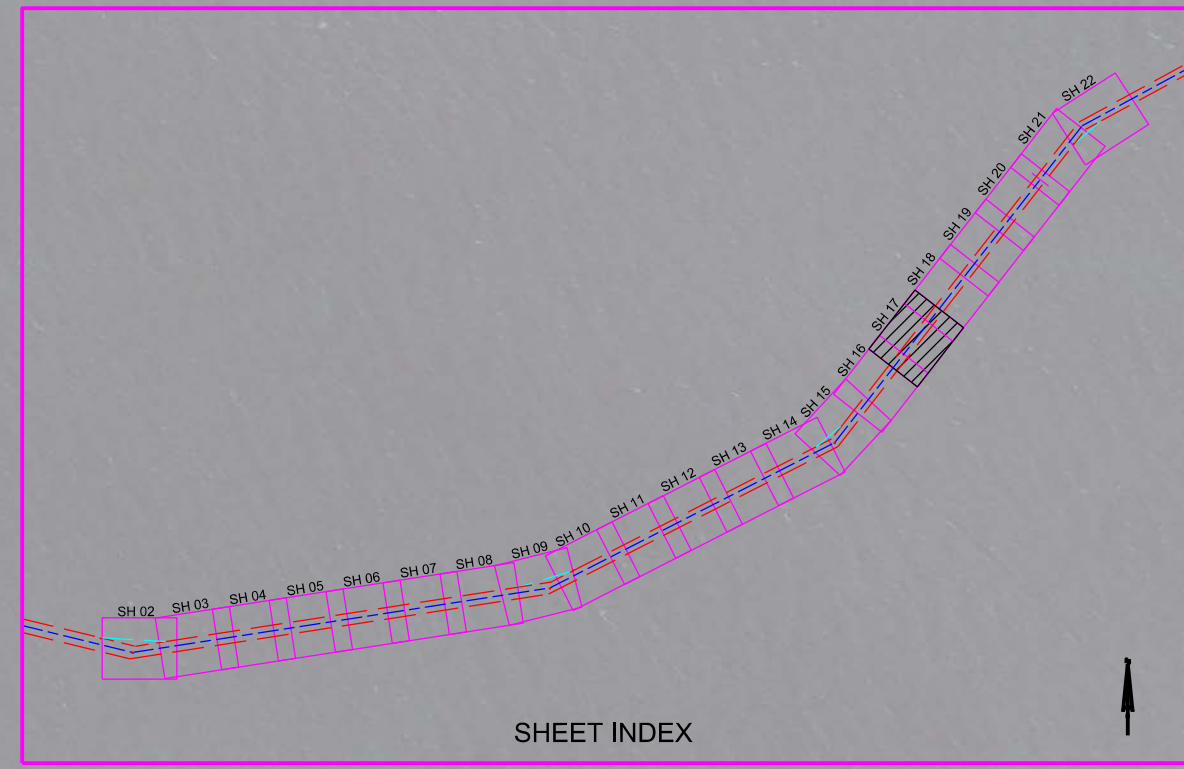 SH 02
SH 03
SH 04
SH 05
SH 06
SH 07
SH 08
SH 09
SH 10
SH 11
SH 12
SH 13
SH 14
SH 15
SH 16
SH 17
SH 18
SH 19
SH 20
SH 21
SH 22
SHEET INDEX